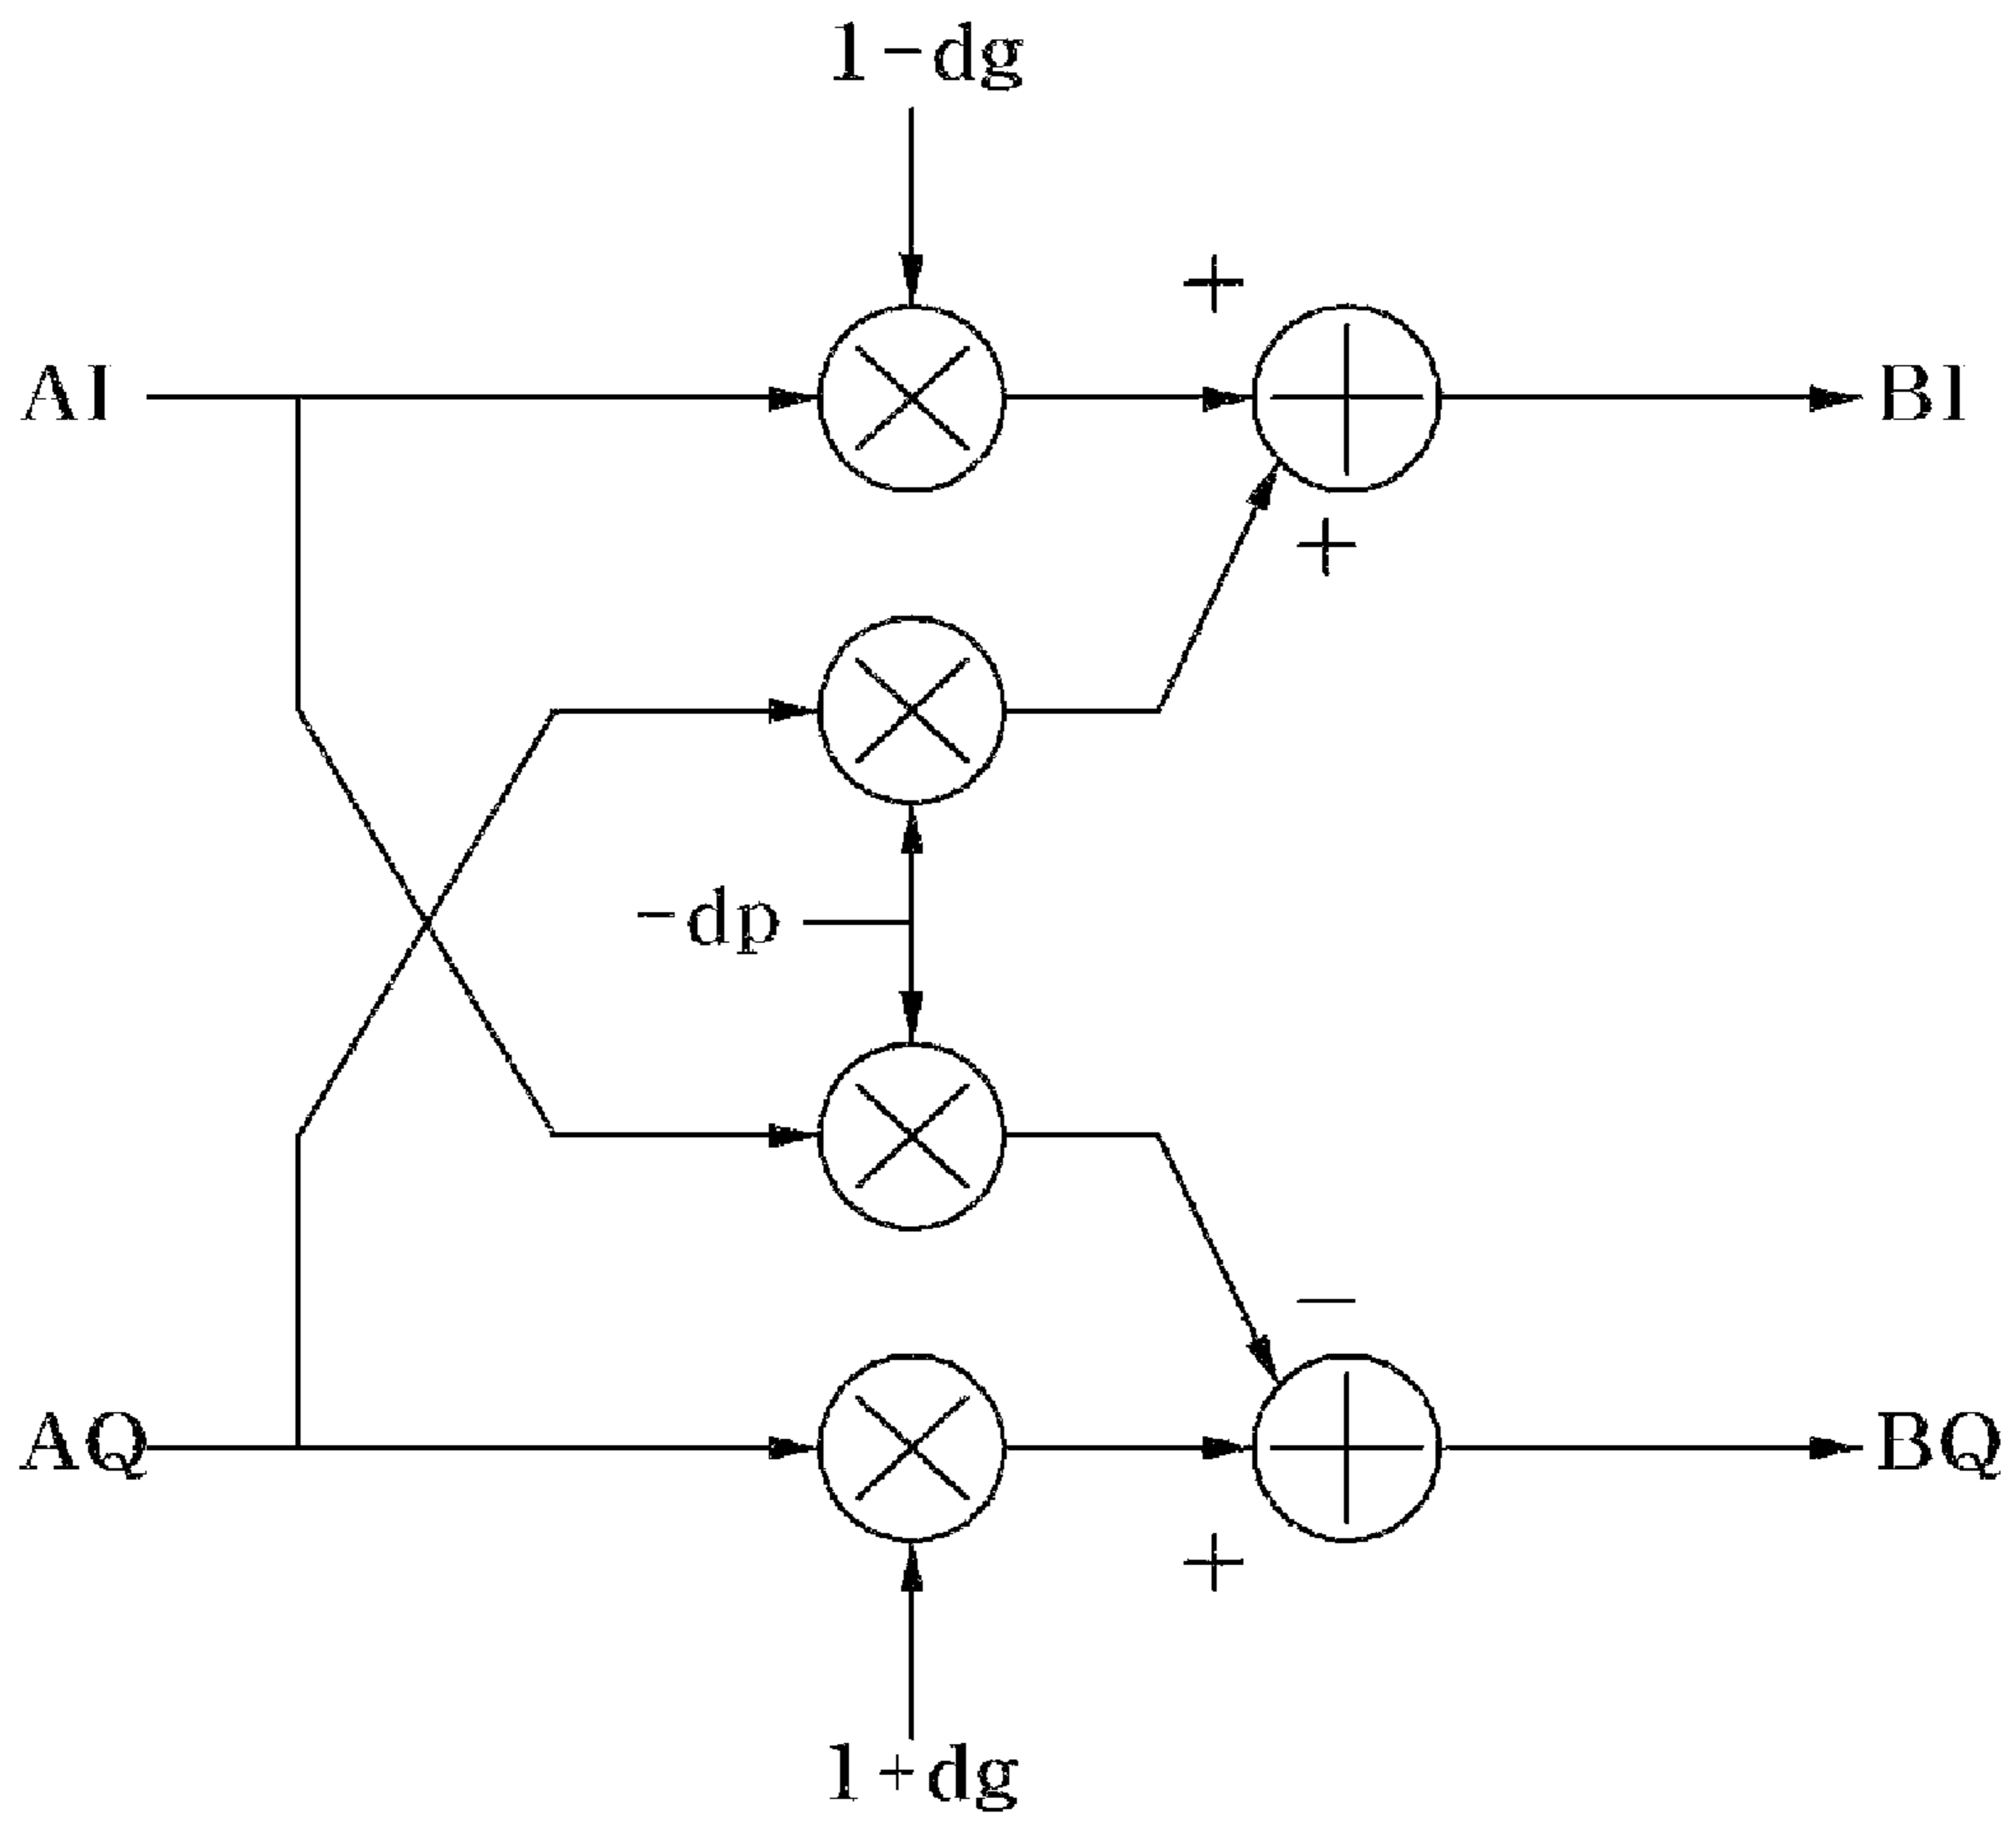 1-dg
+
AI
BI
+
-dp
-
AQ
BQ
+
1+dg